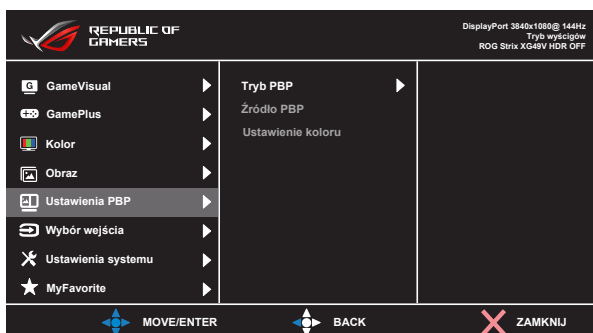 REPUBLIC OF
GAMERS
DisplayPort 3840x1080@ 144Hz
Tryb wyścigów
ROG Strix XG49V HDR OFF
G GameVisual
GamePlus
Kolor
Obraz
Ustawienia PBP
Wybór wejścia
Ustawienia systemu
MyFavorite
Tryb PBP
Źródło PBP
Ustawienie koloru
MOVE/ENTER
BACK
ZAMKNIJ